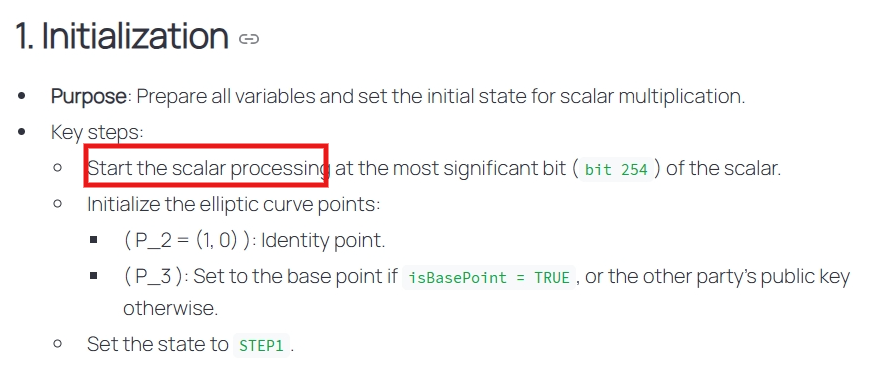 1. Initialization
• Purpose: Prepare all variables and set the initial state for scalar multiplication.
• Key steps:
○ Start the scalar processing at the most significant bit ( bit 254 ) of the scalar.
○ Initialize the elliptic curve points:
▪ ( P_2 = (1, 0) ): Identity point.
▪ ( P_3 ): Set to the base point if isBasePoint = TRUE , or the other party's public key
otherwise.
○ Set the state to STEP1 .